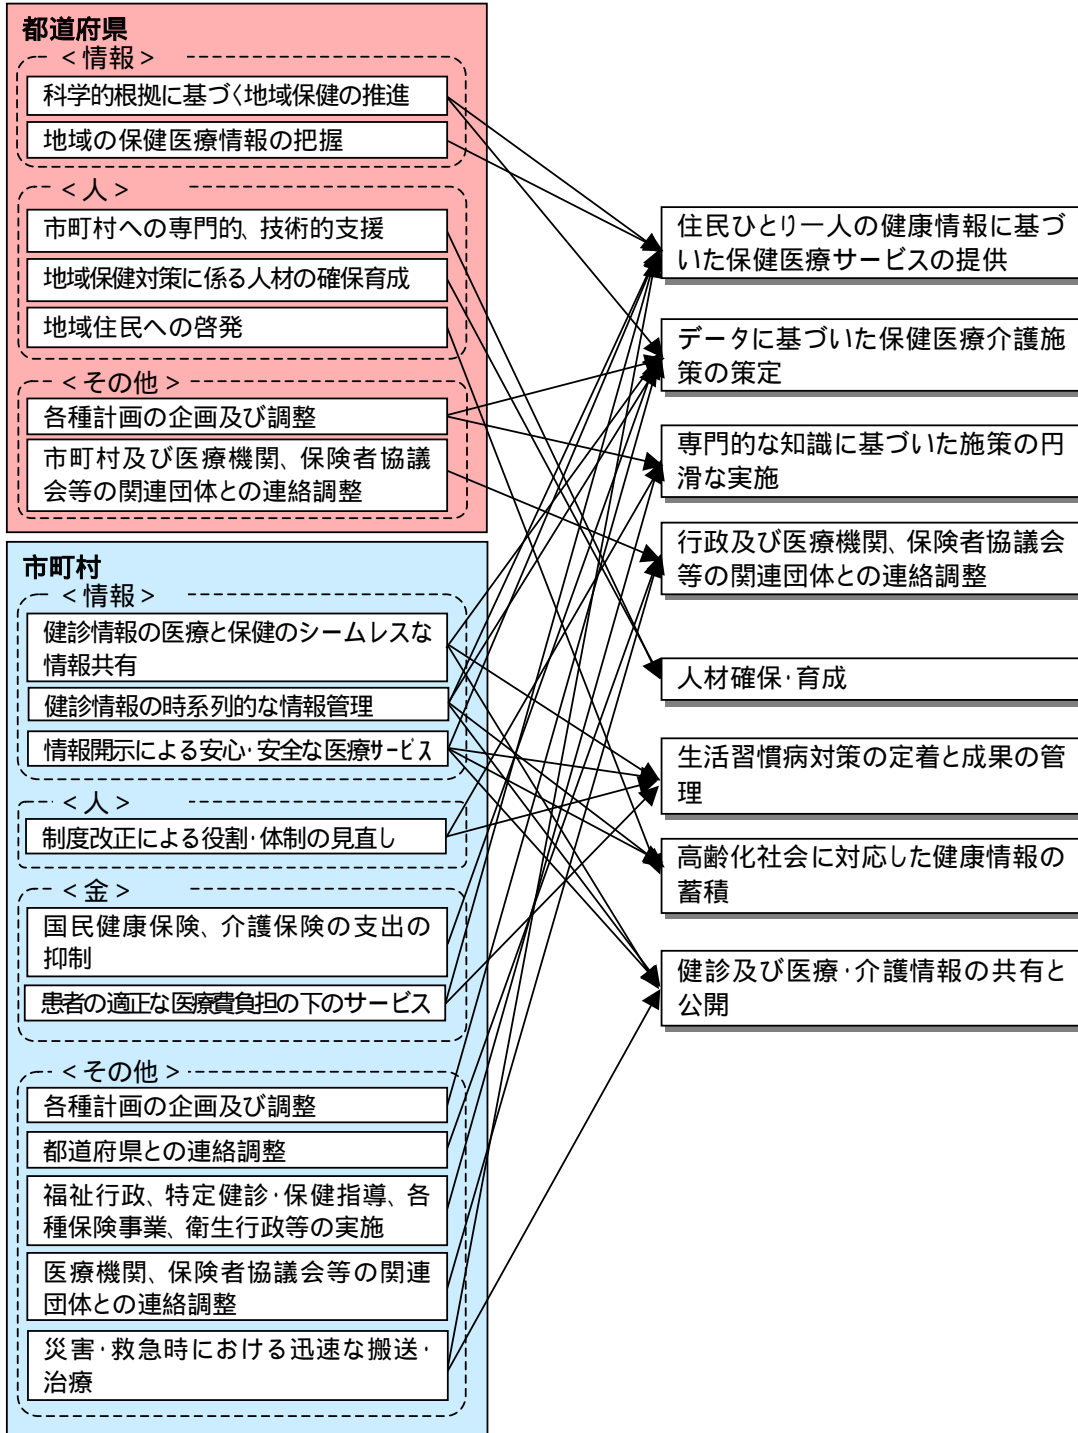 都道府県
＜情報＞
科学的根拠に基づく地域保健の推進
地域の保健医療情報の把握
＜人＞
市町村への専門的、技術的支援
地域保健対策に係る人材の確保育成
地域住民への啓発
＜その他＞
各種計画の企画及び調整
市町村及び医療機関、保険者協議
会等の関連団体との連絡調整
市町村
＜情報＞
健診情報の医療と保健のシームレスな
情報共有
健診情報の時系列的な情報管理
情報開示による安心・安全な医療サービス
＜人＞
制度改正による役割・体制の見直し
＜金＞
国民健康保険、介護保険の支出の
抑制
患者の適正な医療費負担の下のサービス
＜その他＞
各種計画の企画及び調整
都道府県との連絡調整
福祉行政、特定健診・保健指導、各
種保険事業、衛生行政等の実施
医療機関、保険者協議会等の関連
団体との連絡調整
災害・救急時における迅速な搬送・
治療
住民ひとり一人の健康情報に基づ
いた保健医療サービスの提供
データに基づいた保健医療介護施
策の策定
専門的な知識に基づいた施策の円
滑な実施
行政及び医療機関、保険者協議会
等の関連団体との連絡調整
人材確保・育成
生活習慣病対策の定着と成果の管
理
高齢化社会に対応した健康情報の
蓄積
健診及び医療・介護情報の共有と
公開